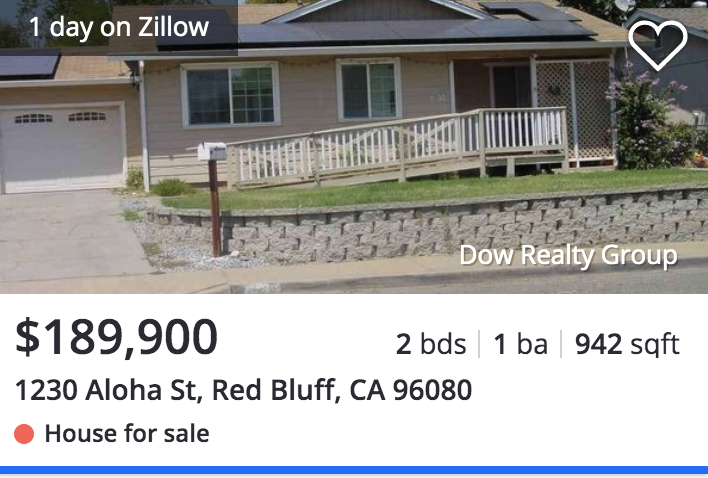 1 day on Zillow
Dow Realty Group
$189,900
2 bds | 1 ba | 942 sqft
1230 Aloha St, Red Bluff, CA 96080
House for sale